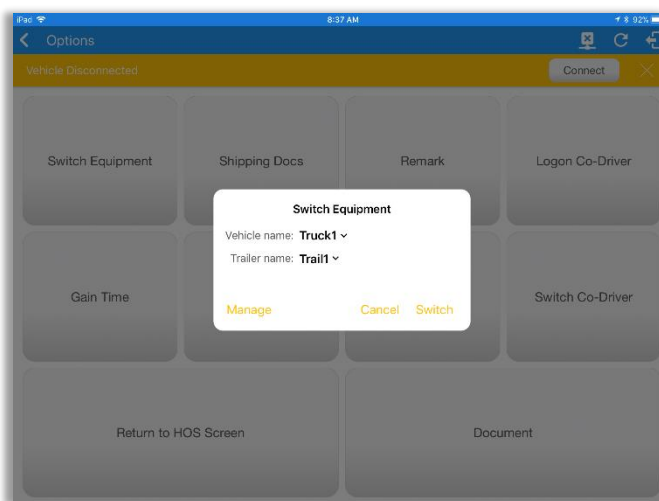 iPad 8:37 AM 92%
Options
Vehicle Disconnected Connect
Switch Equipment Shipping Docs Remark Logon Co-Driver
Switch Equipment
Vehicle name: Truck1
Trailer name: Trail1
Gain Time Switch Co-Driver
Manage Cancel Switch
Return to HOS Screen Document